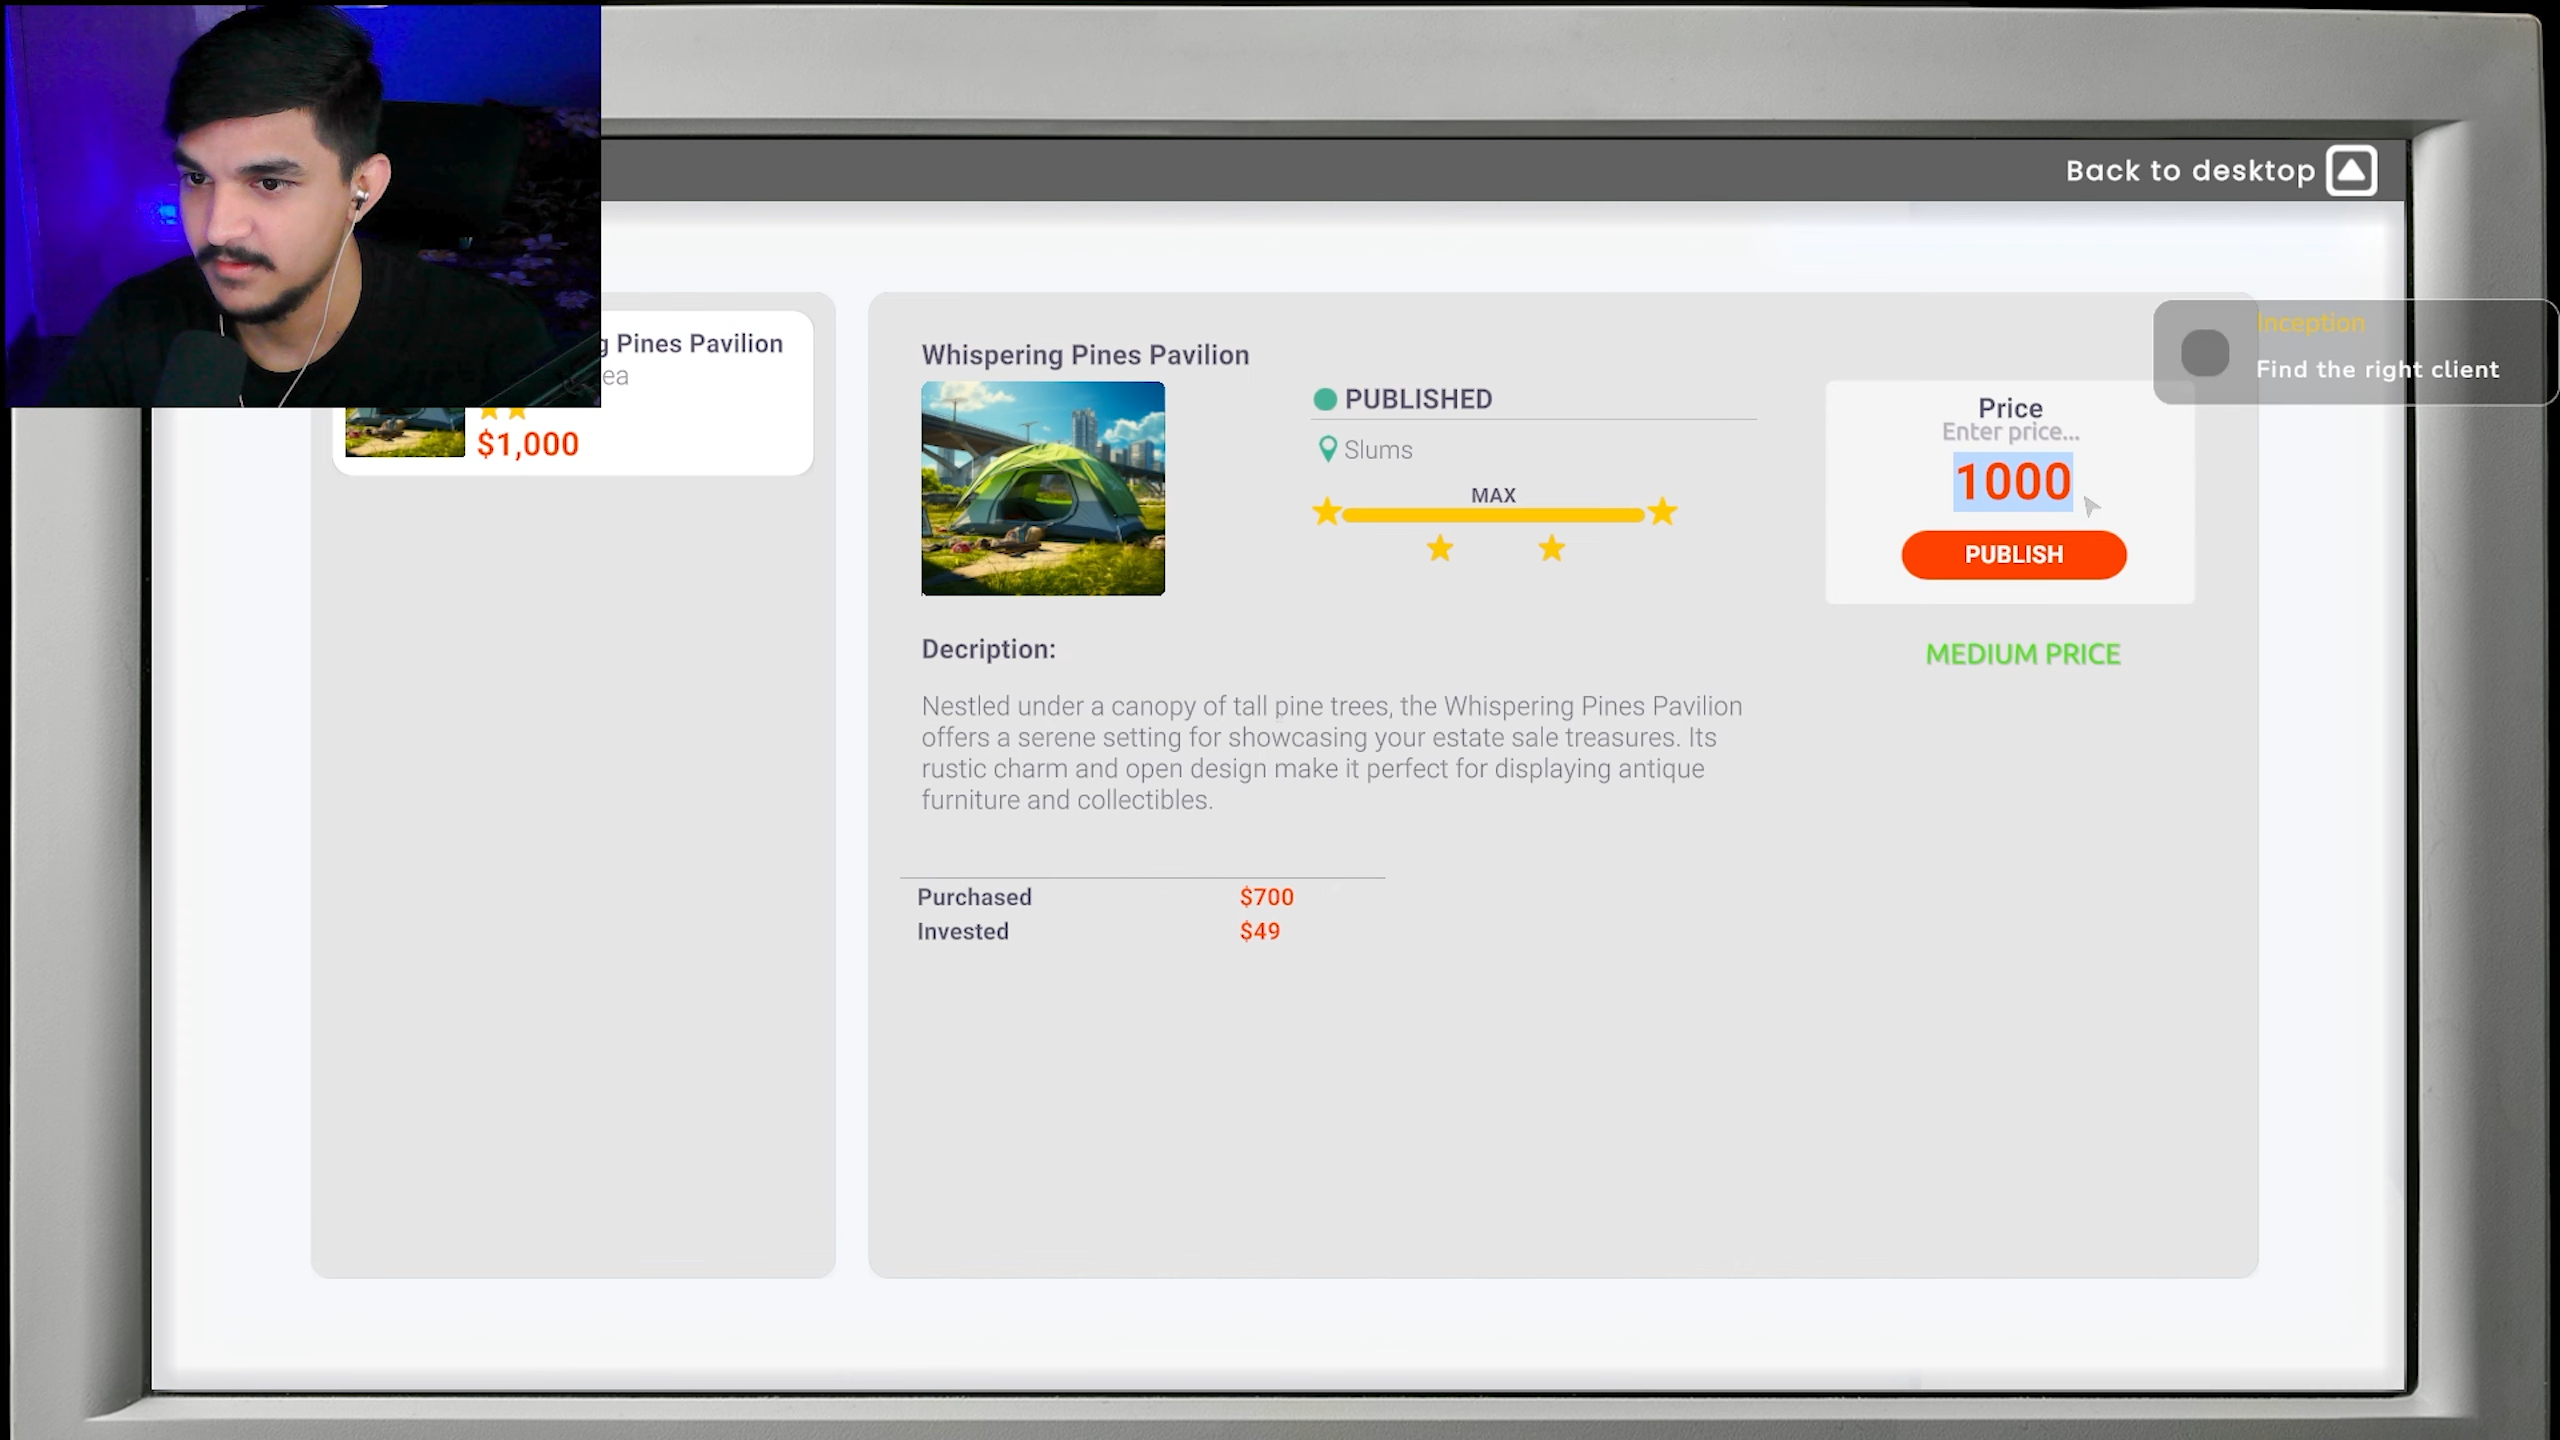 Back to desktop
g Pines Pavilion
ea
$1,000
Whispering Pines Pavilion
PUBLISHED
Slums
MAX
Price
Enter price...
1000
PUBLISH
MEDIUM PRICE
Inception
Find the right client
Decription:
Nestled under a canopy of tall pine trees, the Whispering Pines Pavilion
offers a serene setting for showcasing your estate sale treasures. Its
rustic charm and open design make it perfect for displaying antique
furniture and collectibles.
Purchased $700
Invested $49